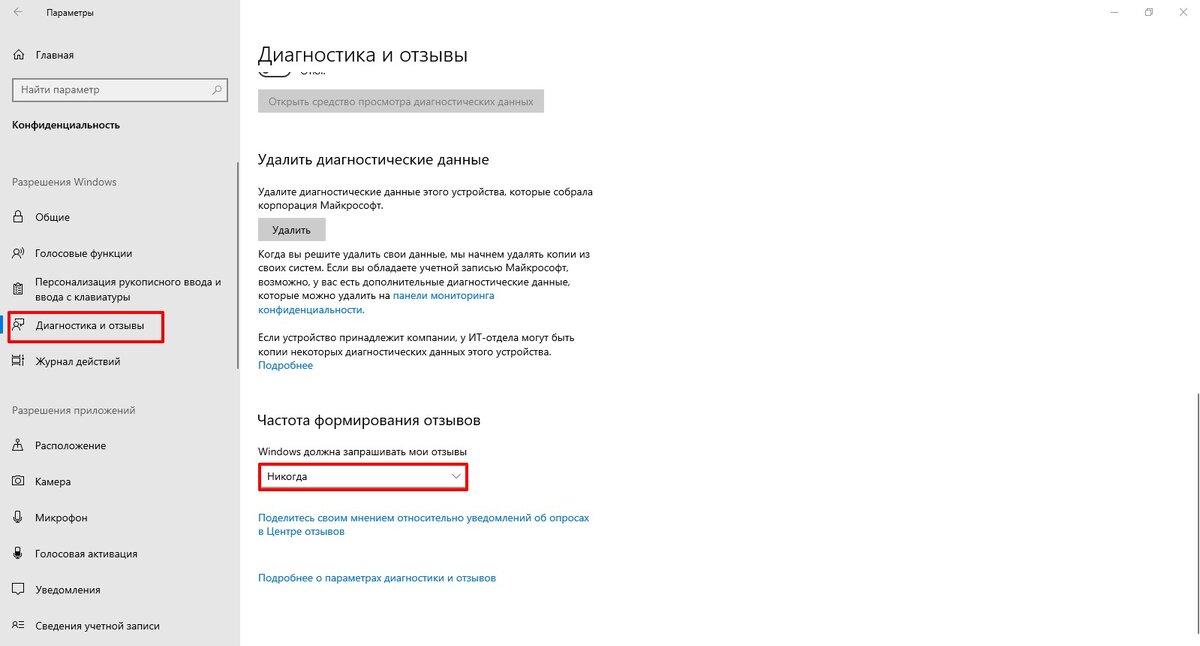 Параметры
Главная
Найти параметр
Конфиденциальность
Разрешения Windows
Общие
Голосовые функции
Персонализация рукописного ввода и
ввода с клавиатуры
Диагностика и отзывы
Журнал действий
Разрешения приложений
Расположение
Камера
Микрофон
Голосовая активация
Уведомления
Сведения учетной записи
Диагностика и отзывы
Открыть средство просмотра диагностических данных
Удалить диагностические данные
Удалите диагностические данные этого устройства, которые собрала
корпорация Майкрософт.
Удалить
Когда вы решите удалить свои данные, мы начнем удалять копии из
своих систем. Если вы обладаете учетной записью Майкрософт,
возможно, у вас есть дополнительные диагностические данные,
которые можно удалить на панели мониторинга
конфиденциальности.
Если устройство принадлежит компании, у ИТ-отдела могут быть
копии некоторых диагностических данных этого устройства.
Подробнее
Частота формирования отзывов
Windows должна запрашивать мои отзывы
Никогда
Поделитесь своим мнением относительно уведомлений об опросах
в Центре отзывов
Подробнее о параметрах диагностики и отзывов